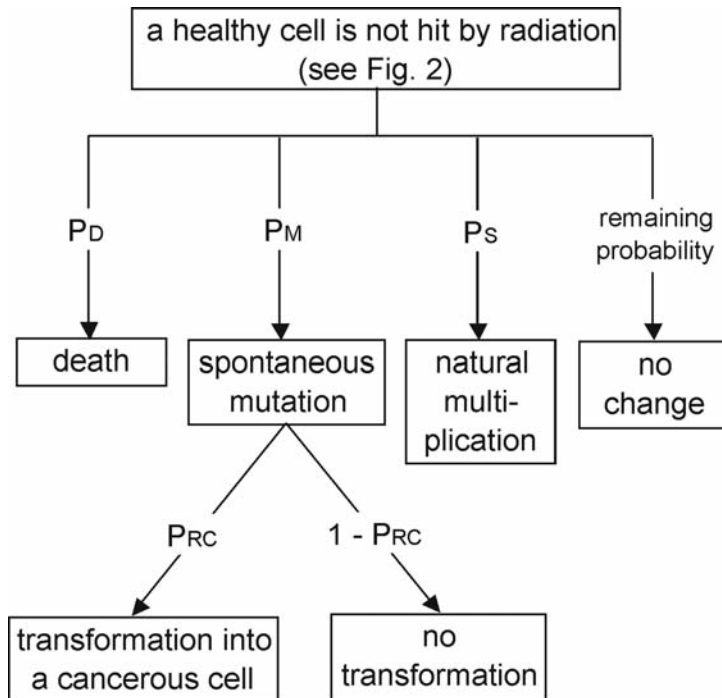 a healthy cell is not hit by radiation
(see Fig. 2)
PD
PM
PS
remaining
probability
death
spontaneous
mutation
natural
multi-
plication
no
change
PRC
1 - PRC
transformation into
a cancerous cell
no
transformation